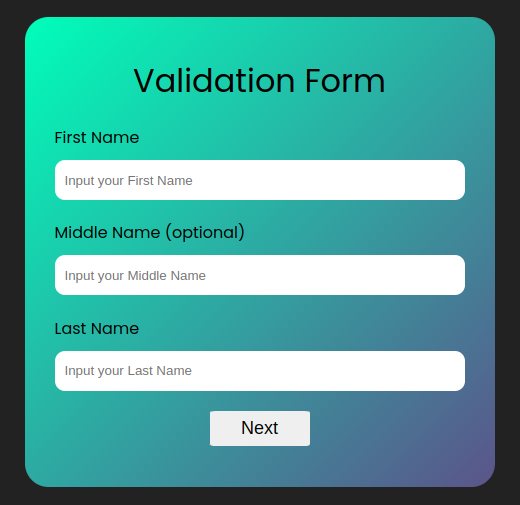 Validation Form
First Name
Input your First Name
Middle Name (optional)
Input your Middle Name
Last Name
Input your Last Name
Next